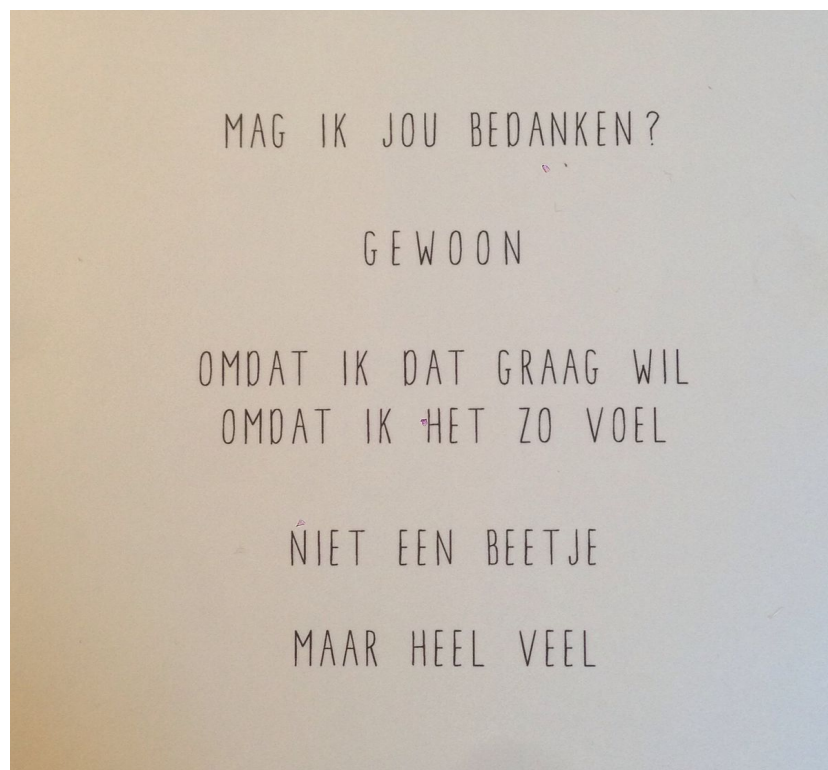 MAG IK JOU BEDANKEN?
GEWOON
OMDAT IK DAT GRAAG WIL
OMDAT IK HET ZO VOEL
NIET EEN BEETJE
MAAR HEEL VEEL